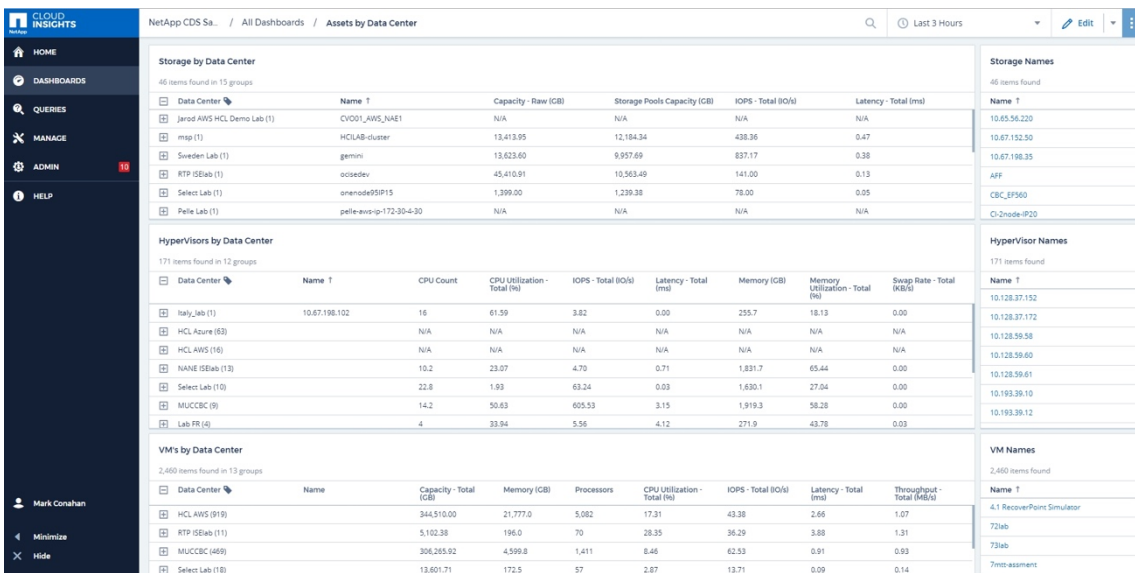 NetApp
CLOUD
INSIGHTS
NetApp CDS Sa... / All Dashboards / Assets by Data Center
Last 3 Hours
Edit
HOME
DASHBOARDS
QUERIES
MANAGE
ADMIN 10
HELP
Mark Conahan
Minimize
Hide
Storage by Data Center
46 items found in 15 groups
Data Center Name ↑ Capacity - Raw (GB) Storage Pools Capacity (GB) IOPS - Total (IO/s) Latency - Total (ms)
Jarod AWS HCL Demo Lab (1) CVO01_AWS_NAE1 N/A N/A N/A N/A
msp (1) HCILAB-cluster 13,413.95 12,184.34 438.36 0.47
Sweden Lab (1) gemini 13,623.60 9,957.69 837.17 0.38
RTP ISElab (1) ocisedev 45,410.91 10,563.49 141.00 0.13
Select Lab (1) onenode95IP15 1,399.00 1,239.38 78.00 0.05
Pelle Lab (1) pelle-aws-ip-172-30-4-30 N/A N/A N/A N/A
Storage Names
46 items found
Name ↑
10.65.56.220
10.67.152.50
10.67.198.35
AFF
CBC_EF560
CI-2node-IP20
HyperVisors by Data Center
171 items found in 12 groups
Data Center Name ↑ CPU Count CPU Utilization - Total (%) IOPS - Total (IO/s) Latency - Total (ms) Memory (GB) Memory Utilization - Total (%) Swap Rate - Total (KB/s)
Italy_lab (1) 10.67.198.102 16 61.59 3.82 0.00 255.7 18.13 0.00
HCL Azure (63) N/A N/A N/A N/A N/A N/A N/A
HCL AWS (16) N/A N/A N/A N/A N/A N/A N/A
NANE ISElab (13) 10.2 23.07 4.70 0.71 1,831.7 65.44 0.00
Select Lab (10) 22.8 1.93 63.24 0.03 1,630.1 27.04 0.00
MUCCBC (9) 14.2 50.63 605.53 3.15 1,919.3 58.28 0.00
Lab FR (4) 4 33.94 5.56 4.12 271.9 43.78 0.03
HyperVisor Names
171 items found
Name ↑
10.128.37.152
10.128.37.172
10.128.59.58
10.128.59.60
10.128.59.61
10.193.39.10
10.193.39.12
VM's by Data Center
2,460 items found in 13 groups
Data Center Name Capacity - Total (GB) Memory (GB) Processors CPU Utilization - Total (%) IOPS - Total (IO/s) Latency - Total (ms) Throughput - Total (MB/s)
HCL AWS (919) 344,510.00 21,777.0 5,082 17.31 43.38 2.66 1.07
RTP ISElab (11) 5,102.38 196.0 70 28.35 36.29 3.88 1.31
MUCCBC (469) 306,265.92 4,599.8 1,411 8.46 62.53 0.91 0.93
Select Lab (18) 13,601.71 172.5 57 2.87 13.71 0.09 0.14
VM Names
2,460 items found
Name ↑
4.1 RecoverPoint Simulator
72lab
73lab
7mtt-assment